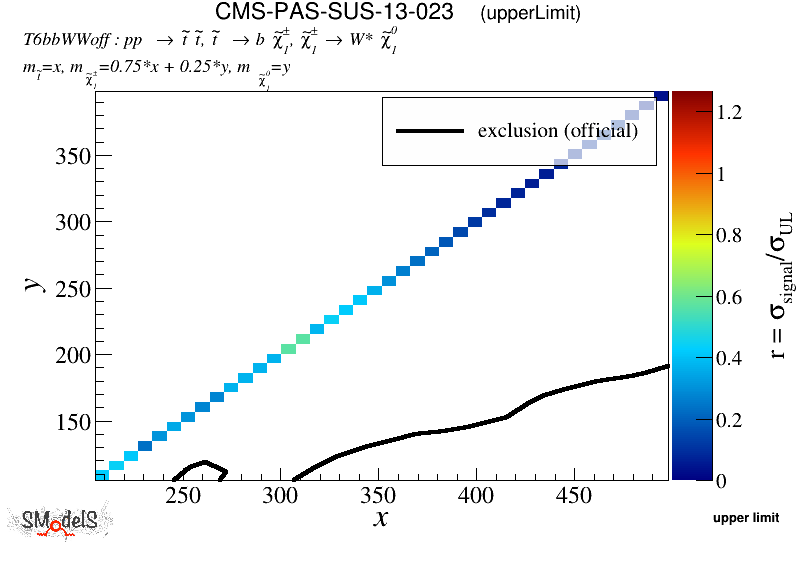 CMS-PAS-SUS-13-023 (upperLimit)
T6bbWWoff : pp → t̃ t̃, t̃ → b χ̃₁±, χ̃₁± → W* χ̃₁⁰
m_t̃=x, m_χ̃₁±=0.75*x + 0.25*y, m_χ̃₁⁰=y
exclusion (official)
350
300
250
200
150
y
250 300 350 400 450
x
1.2
1
0.8
0.6
0.4
0.2
0
r = σ_signal/σ_UL
SModelS
upper limit